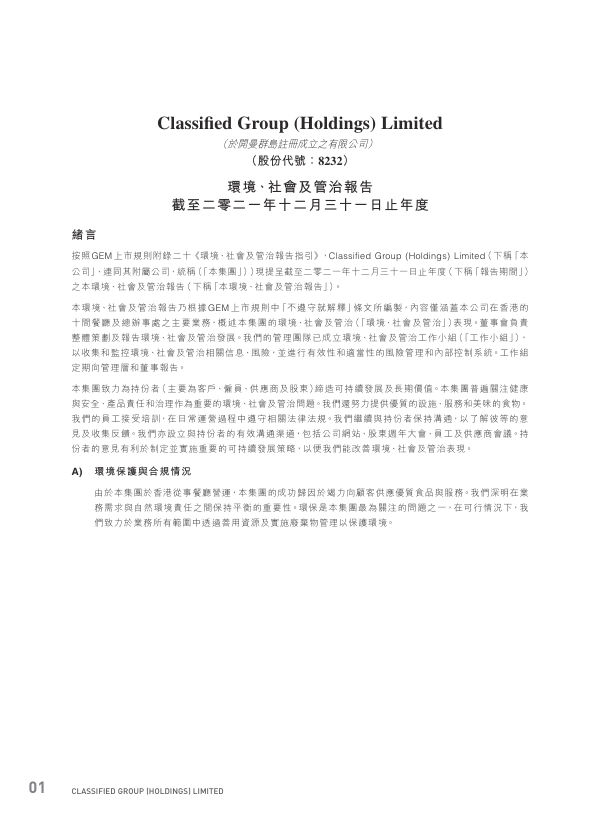 Classified Group (Holdings) Limited
（於開曼群島註冊成立之有限公司）
（股份代號：8232）
環境、社會及管治報告
截至二零二一年十二月三十一日止年度
緒言
按照GEM上市規則附錄二十《環境、社會及管治報告指引》，Classified Group (Holdings) Limited（下稱「本
公司」，連同其附屬公司，統稱（「本集團」））現提呈截至二零二一年十二月三十一日止年度（下稱「報告期間」）
之本環境、社會及管治報告（下稱「本環境、社會及管治報告」）。
本環境、社會及管治報告乃根據GEM上市規則中「不遵守就解釋」條文所編製，內容僅涵蓋本公司在香港的
十間餐廳及總辦事處之主要業務，概述本集團的環境、社會及管治（「環境、社會及管治」）表現。董事會負責
整體策劃及報告環境、社會及管治發展。我們的管理團隊已成立環境、社會及管治工作小組（「工作小組」），
以收集和監控環境、社會及管治相關信息、風險，並進行有效性和適當性的風險管理和內部控制系統。工作組
定期向管理層和董事報告。
本集團致力為持份者（主要為客戶、僱員、供應商及股東）締造可持續發展及長期價值。本集團普遍關注健康
與安全、產品責任和治理作為重要的環境、社會及管治問題。我們還努力提供優質的設施、服務和美味的食物。
我們的員工接受培訓，在日常運營過程中遵守相關法律法規。我們繼續與持份者保持溝通，以了解彼等的意
見及收集反饋。我們亦設立與持份者的有效溝通渠道，包括公司網站、股東週年大會、員工及供應商會議。持
份者的意見有利於制定並實施重要的可持續發展策略，以便我們能改善環境、社會及管治表現。
A) 環境保護與合規情況
由於本集團於香港從事餐廳營運，本集團的成功歸因於竭力向顧客供應優質食品與服務。我們深明在業
務需求與自然環境責任之間保持平衡的重要性。環保是本集團最為關注的問題之一、在可行情況下，我
們致力於業務所有範圍中透過善用資源及實施廢棄物管理以保護環境。
01 CLASSIFIED GROUP (HOLDINGS) LIMITED